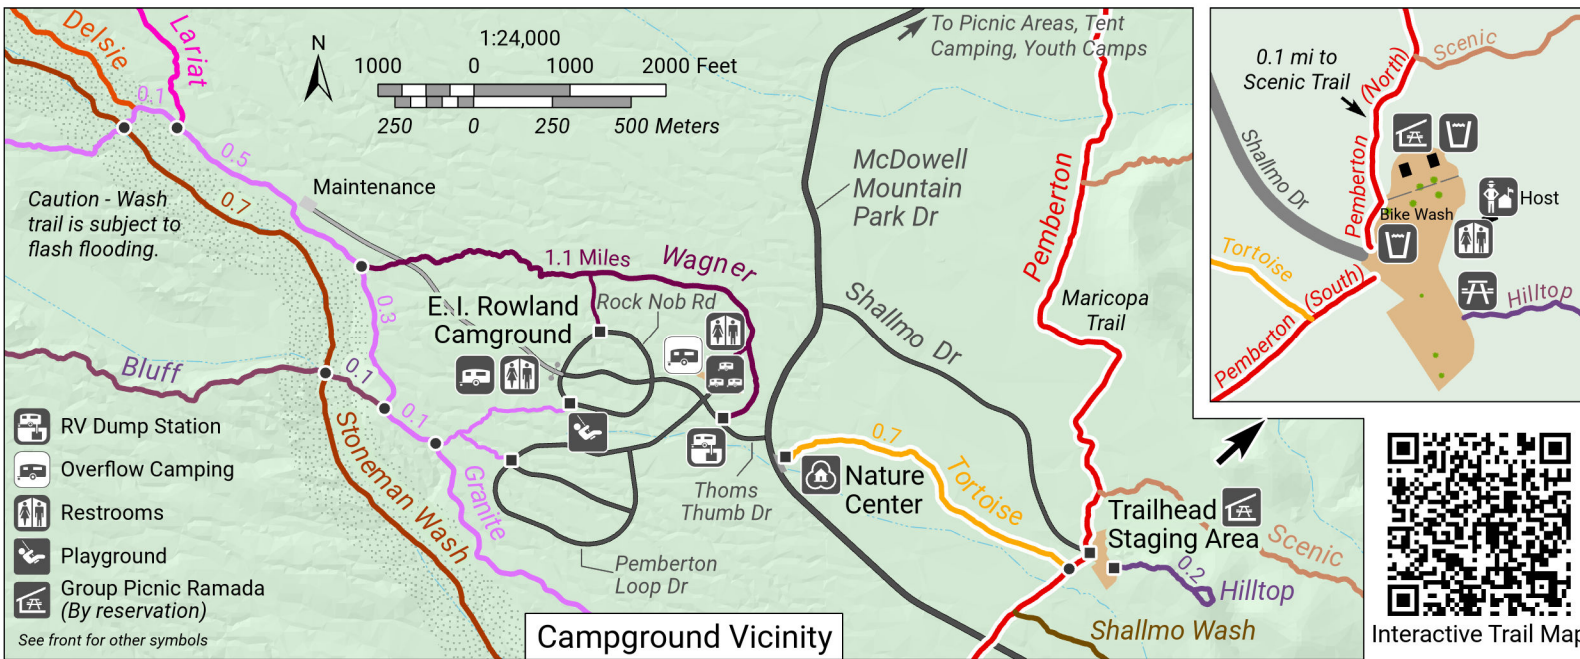 Delsie
Lariat
0.1
0.5
0.7
N
1:24,000
1000 0 1000 2000 Feet
250 0 250 500 Meters
To Picnic Areas, Tent
Camping, Youth Camps
Caution - Wash
trail is subject to
flash flooding.
Maintenance
McDowell
Mountain
Park Dr
Pemberton
1.1 Miles
Wagner
0.3
E.I. Rowland
Camground
Rock Nob Rd
Shallmo Dr
Maricopa
Trail
Bluff
0.1
0.1
Stoneman Wash
Granite
0.7
Tortoise
Nature
Center
Thoms
Thumb Dr
Pemberton
Loop Dr
Trailhead
Staging Area
Scenic
0.2
Hilltop
Shallmo Wash
RV Dump Station
Overflow Camping
Restrooms
Playground
Group Picnic Ramada
(By reservation)
See front for other symbols
Campground Vicinity
0.1 mi to
Scenic Trail
Scenic
Pemberton (North)
Shallmo Dr
Bike Wash
Host
Tortoise
Pemberton (South)
Hilltop
Interactive Trail Map